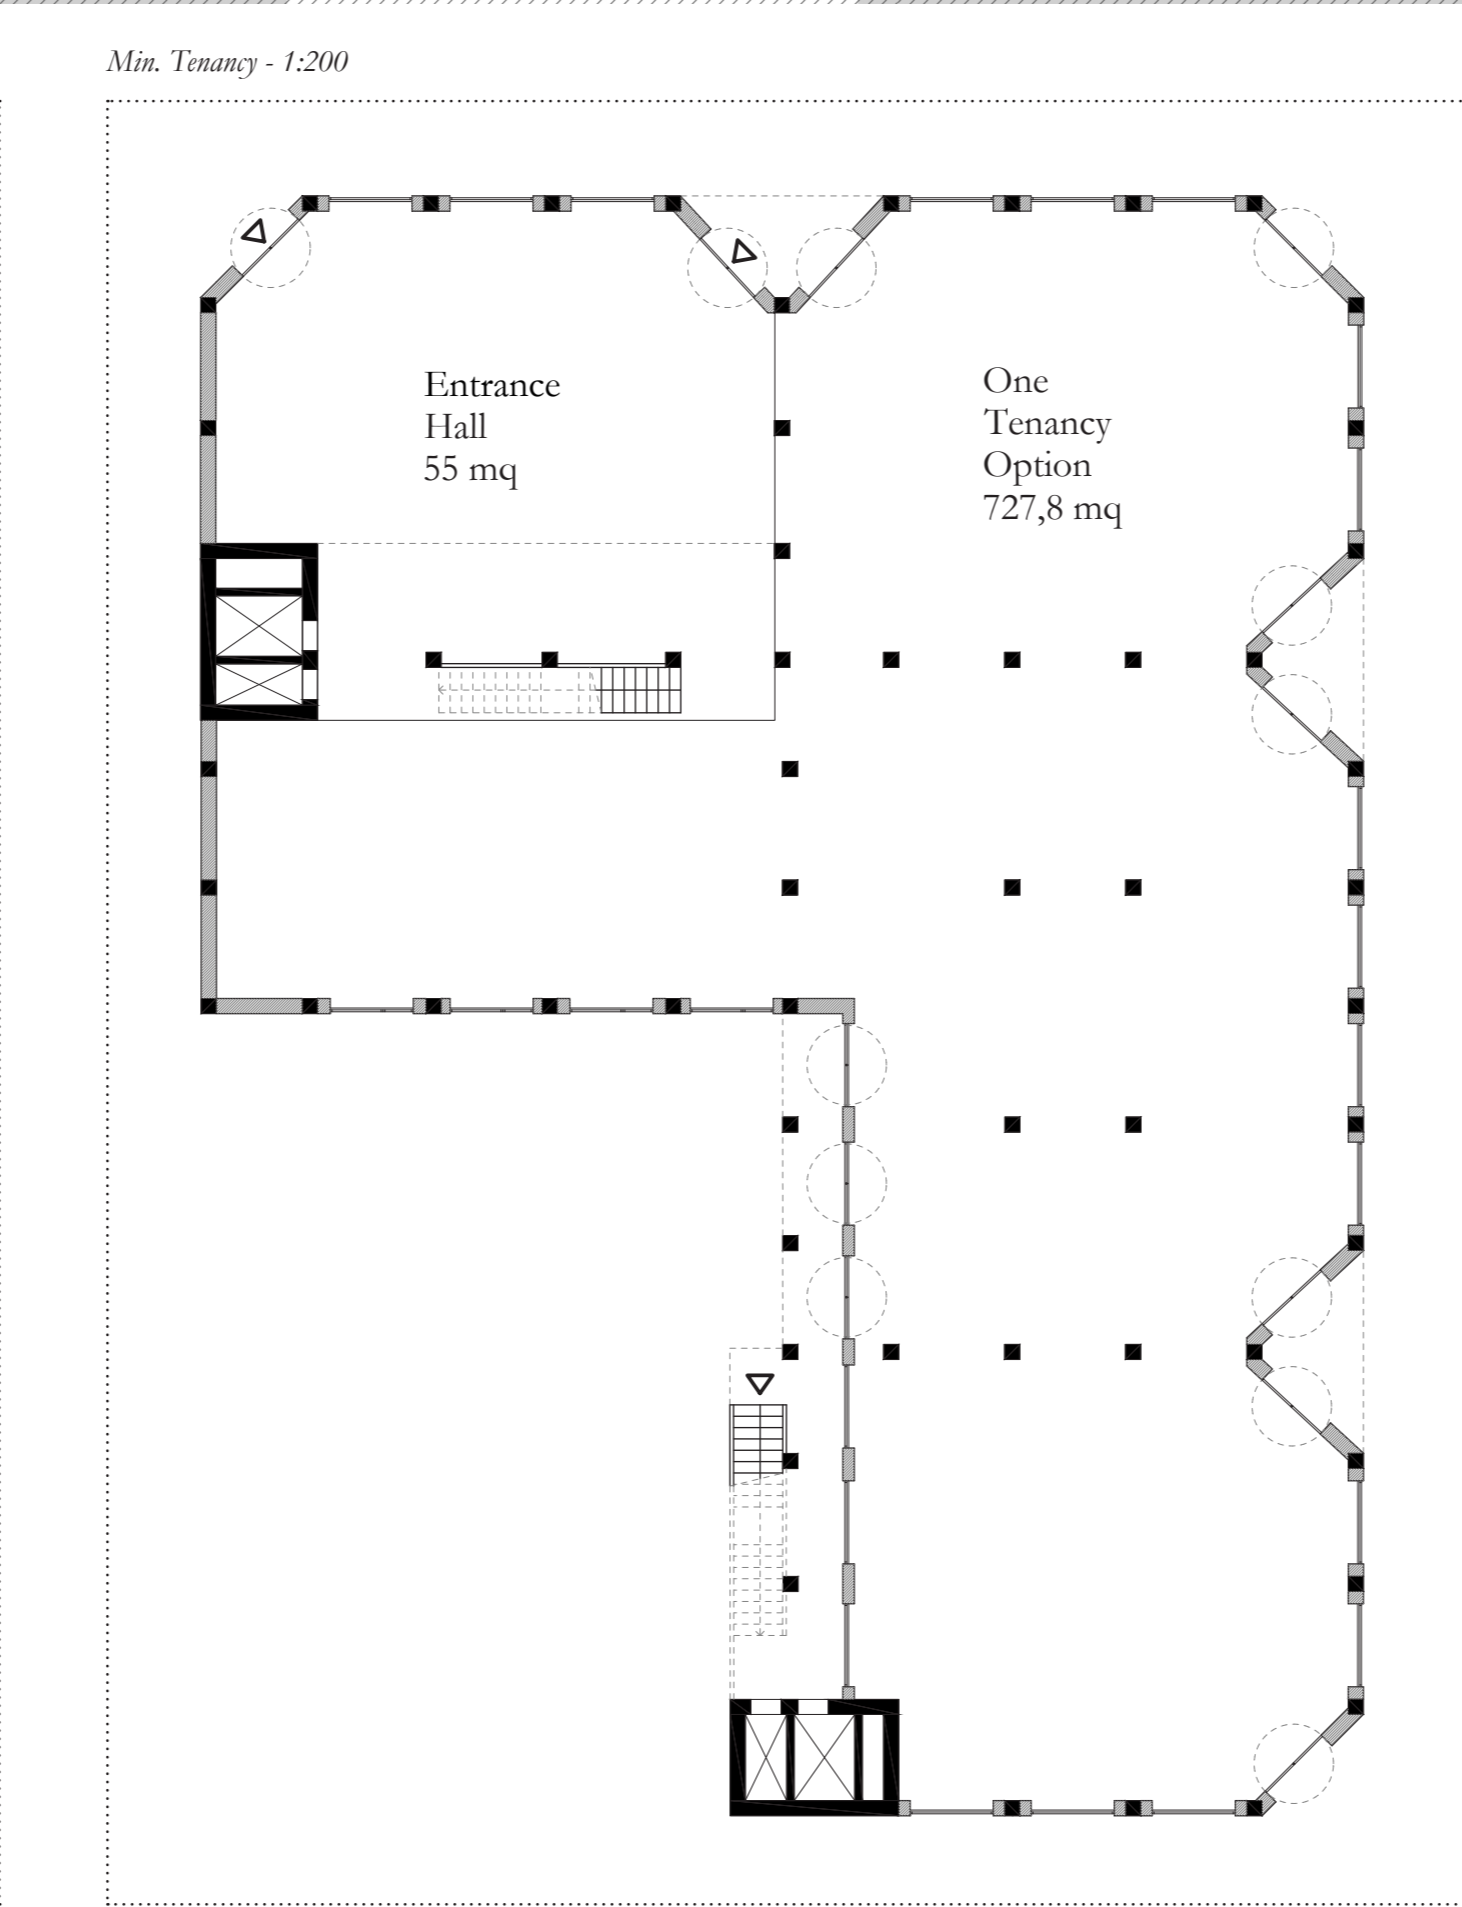 Min. Tenancy - 1:200
Entrance
Hall
55 mq
One
Tenancy
Option
727,8 mq